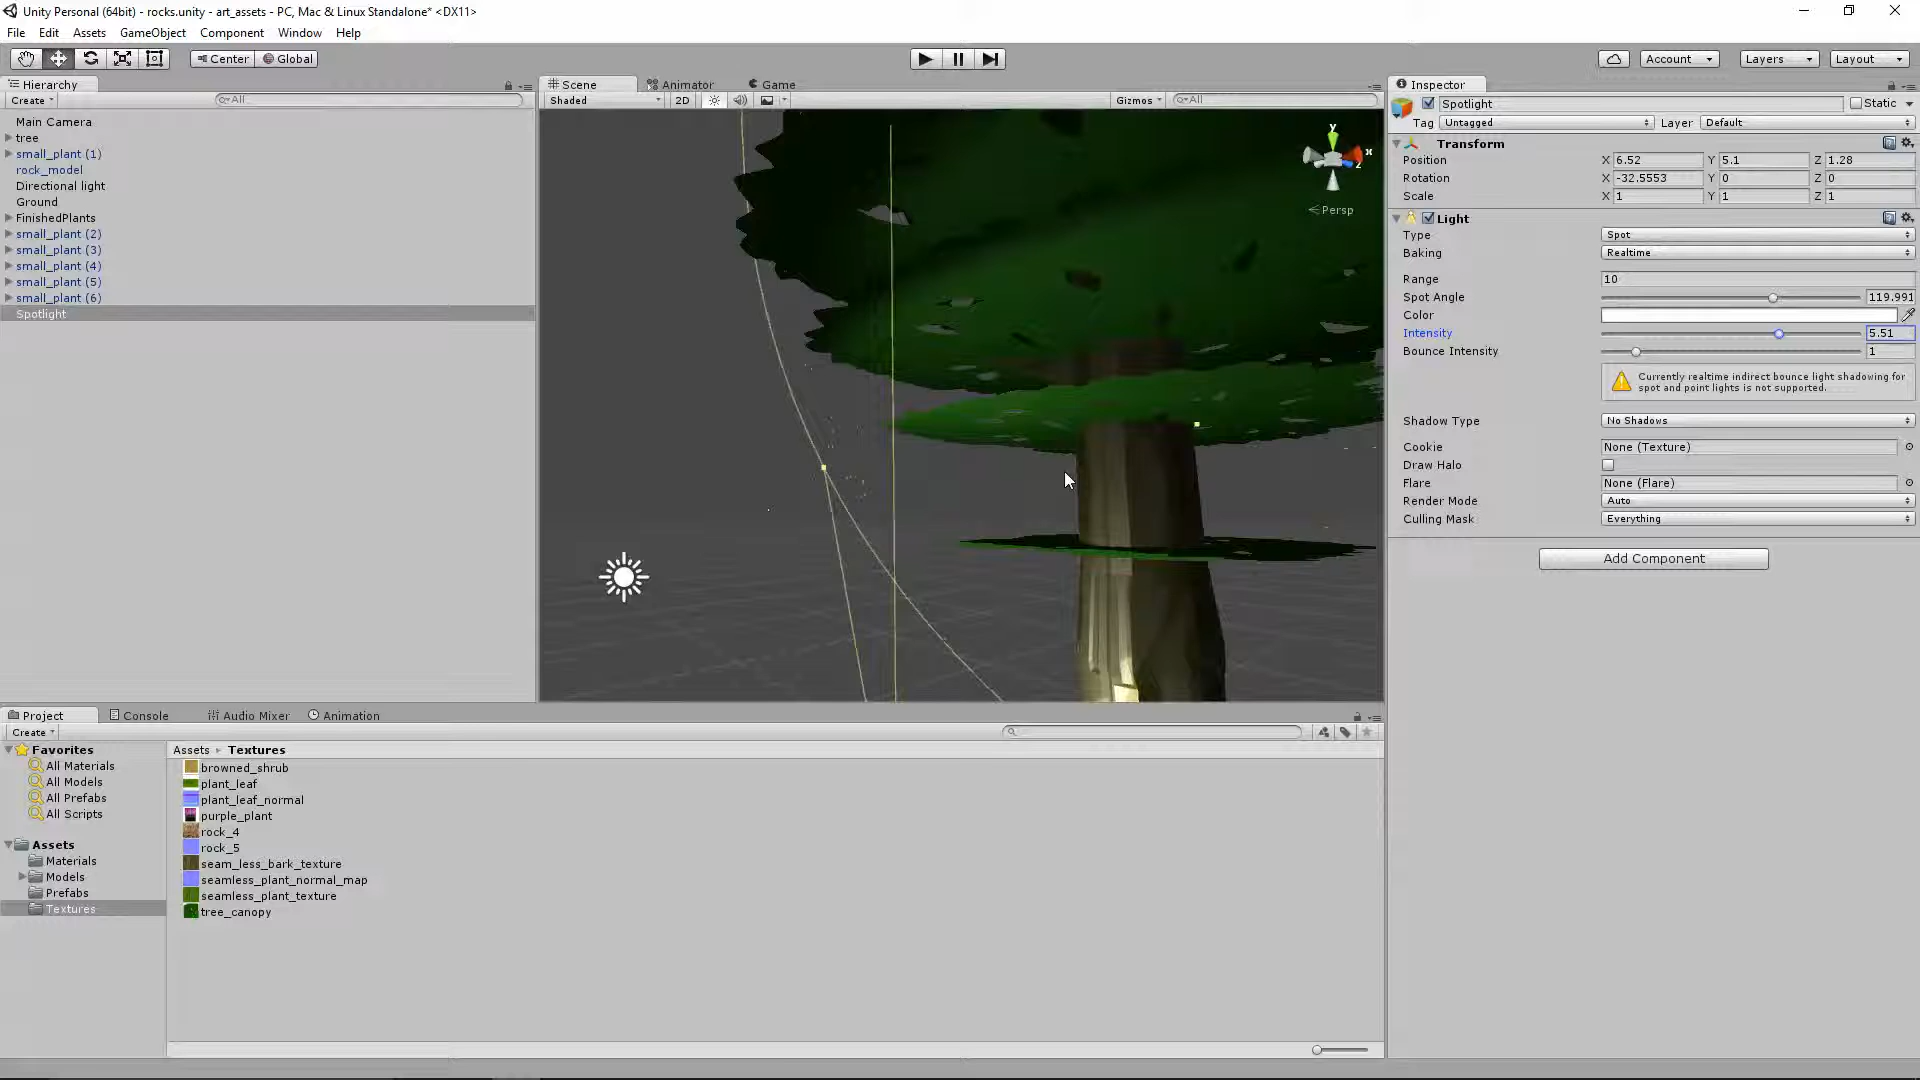 Unity Personal (64bit) - rocks.unity - art_assets - PC, Mac & Linux Standalone* <DX11>
File Edit Assets GameObject Component Window Help
Center Global Account Layers Layout
Hierarchy
Create All
Main Camera
tree
small_plant (1)
rock_model
Directional light
Ground
FinishedPlants
small_plant (2)
small_plant (3)
small_plant (4)
small_plant (5)
small_plant (6)
Spotlight
Scene Animator Game
Shaded 2D Gizmos All
y
x
z
Persp
Inspector
Spotlight Static
Tag Untagged Layer Default
Transform
Position X 6.52 Y 5.1 Z 1.28
Rotation X -32.5553 Y 0 Z 0
Scale X 1 Y 1 Z 1
Light
Type Spot
Baking Realtime
Range 10
Spot Angle 119.991
Color
Intensity 5.51
Bounce Intensity 1
Currently realtime indirect bounce light shadowing for
spot and point lights is not supported.
Shadow Type No Shadows
Cookie None (Texture)
Draw Halo
Flare None (Flare)
Render Mode Auto
Culling Mask Everything
Add Component
Project Console Audio Mixer Animation
Create
Favorites
All Materials
All Models
All Prefabs
All Scripts
Assets
Materials
Models
Prefabs
Textures
Assets Textures
browned_shrub
plant_leaf
plant_leaf_normal
purple_plant
rock_4
rock_5
seam_less_bark_texture
seamless_plant_normal_map
seamless_plant_texture
tree_canopy